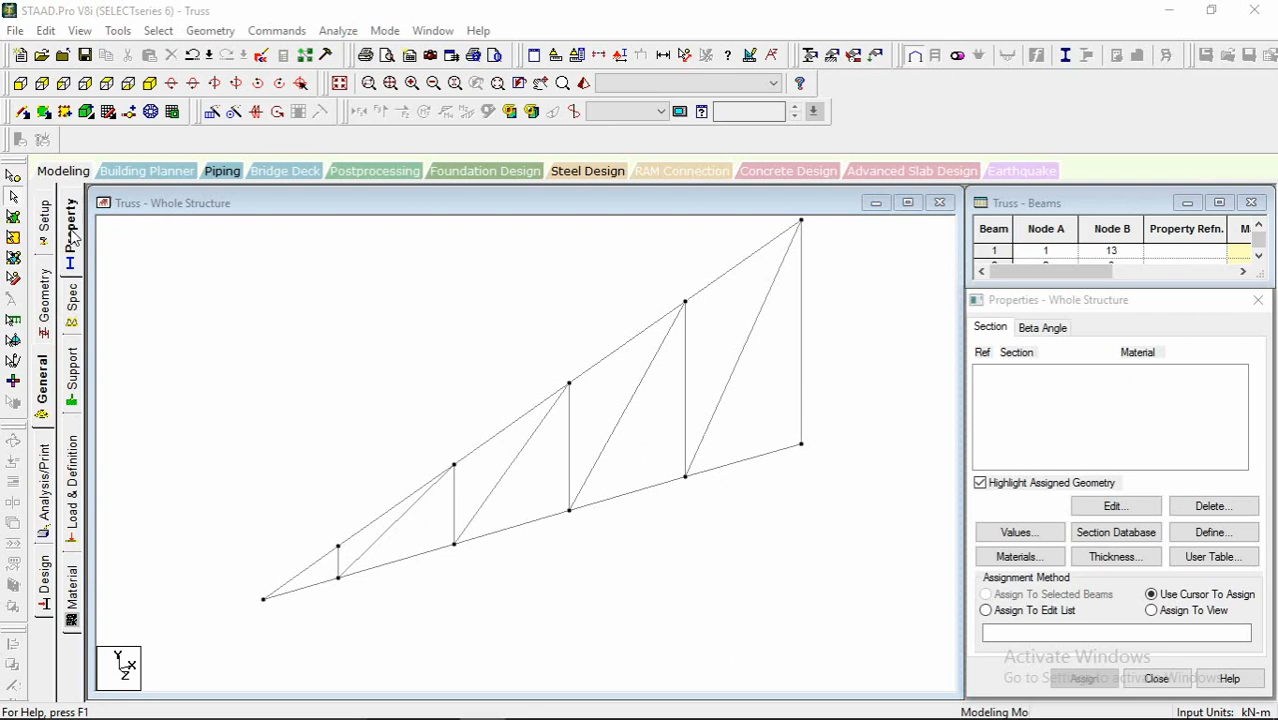 STAAD.Pro V8i (SELECTseries 6) - Truss
File Edit View Tools Select Geometry Commands Analyze Mode Window Help
Modeling Building Planner Piping Bridge Deck Postprocessing Foundation Design Steel Design RAM Connection Concrete Design Advanced Slab Design Earthquake
Setup
Geometry
General
Analysis/Print
Design
Property
Spec
Support
Load & Definition
Material
Truss - Whole Structure
Y
X
Z
Truss - Beams
Beam Node A Node B Property Refn.
1 1 13
Properties - Whole Structure
Section Beta Angle
Ref Section Material
Highlight Assigned Geometry
Edit... Delete...
Values... Section Database Define...
Materials... Thickness... User Table...
Assignment Method
Assign To Selected Beams Use Cursor To Assign
Assign To Edit List Assign To View
Activate Windows
Go to Settings to activate Windows.
Assign Close Help
For Help, press F1 Modeling Mo Input Units: kN-m